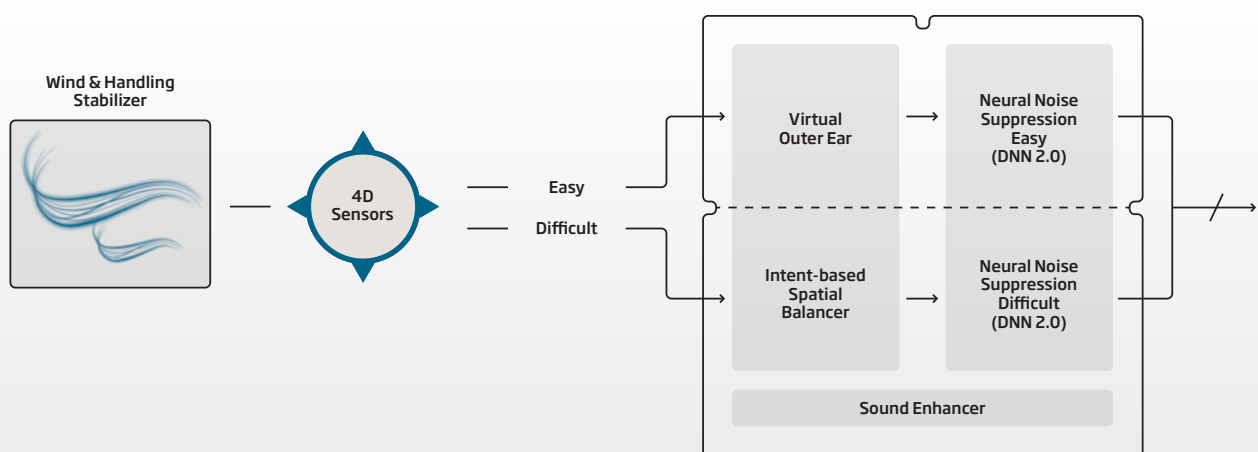 Wind & Handling
Stabilizer
4D
Sensors
Easy
Difficult
Virtual
Outer Ear
Neural Noise
Suppression
Easy
(DNN 2.0)
Intent-based
Spatial
Balancer
Neural Noise
Suppression
Difficult
(DNN 2.0)
Sound Enhancer